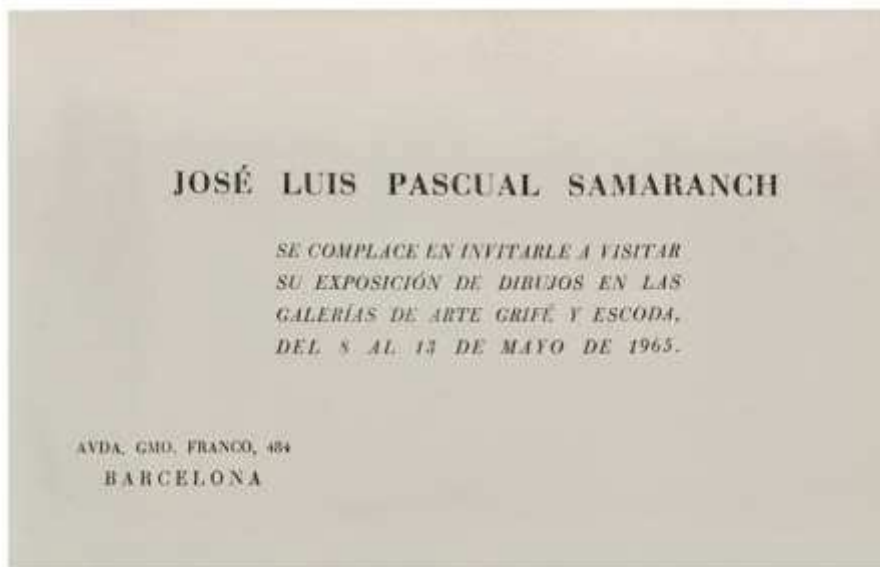 JOSÉ LUIS PASCUAL SAMARANCH
SE COMPLACE EN INVITARLE A VISITAR
SU EXPOSICIÓN DE DIBUJOS EN LAS
GALERÍAS DE ARTE GRIFÉ Y ESCODA,
DEL 8 AL 13 DE MAYO DE 1965.
AVDA. GMO. FRANCO, 484
BARCELONA